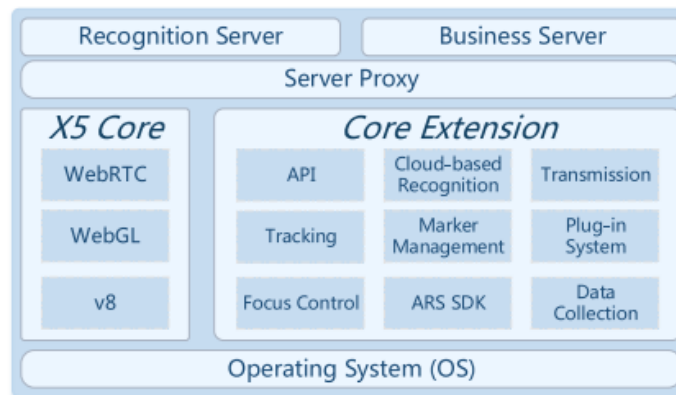 Recognition Server
Business Server
Server Proxy
X5 Core
WebRTC
WebGL
v8
Core Extension
API
Cloud-based
Recognition
Transmission
Tracking
Marker
Management
Plug-in
System
Focus Control
ARS SDK
Data
Collection
Operating System (OS)